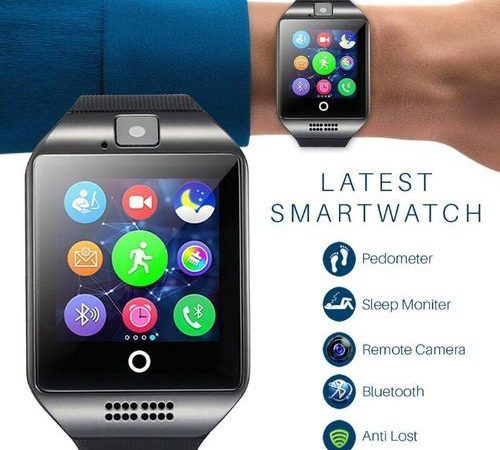 LATEST
SMARTWATCH
Pedometer
Sleep Moniter
Remote Camera
Bluetooth
Anti Lost